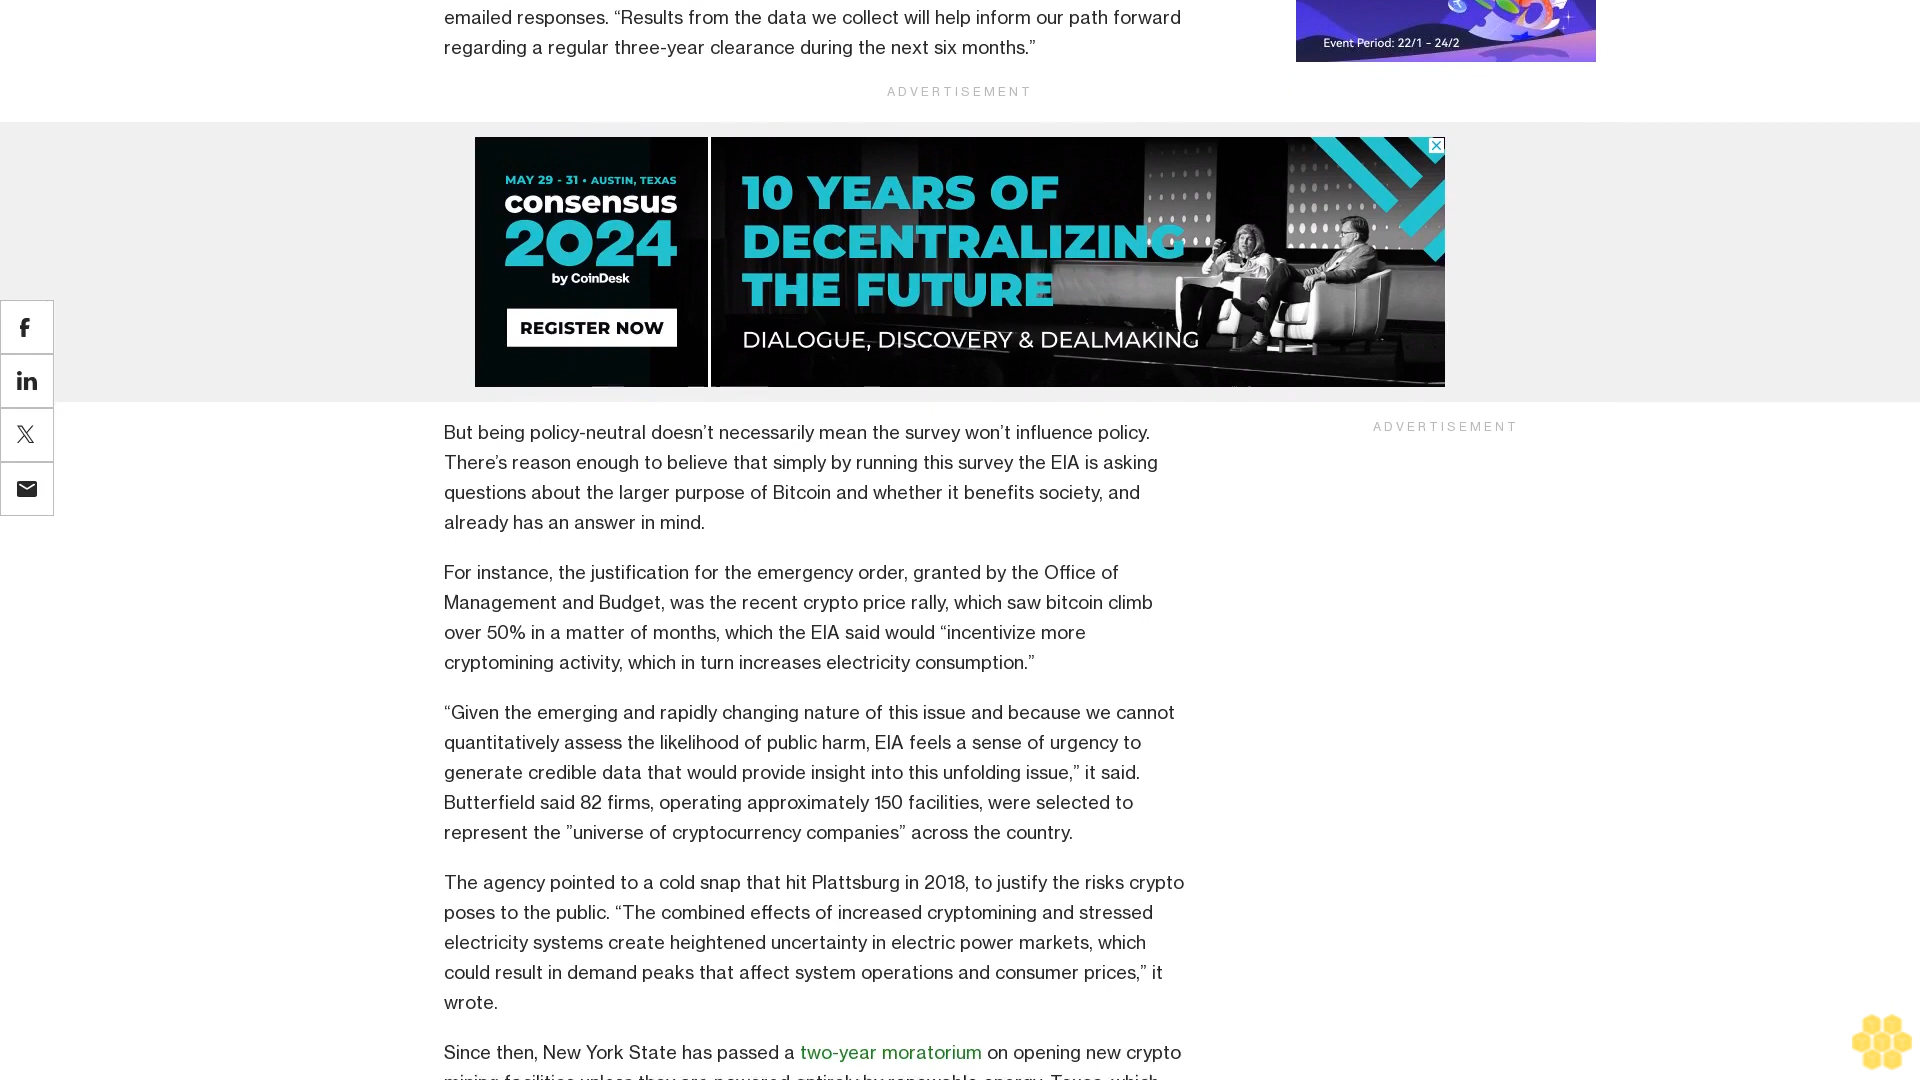 emailed responses. “Results from the data we collect will help inform our path forward
regarding a regular three-year clearance during the next six months.”
Event Period: 22/1 - 24/2
ADVERTISEMENT
MAY 29 - 31 • AUSTIN, TEXAS
consensus
2024
by CoinDesk
REGISTER NOW
10 YEARS OF
DECENTRALIZING
THE FUTURE
DIALOGUE, DISCOVERY & DEALMAKING
ADVERTISEMENT
But being policy-neutral doesn’t necessarily mean the survey won’t influence policy.
There’s reason enough to believe that simply by running this survey the EIA is asking
questions about the larger purpose of Bitcoin and whether it benefits society, and
already has an answer in mind.
For instance, the justification for the emergency order, granted by the Office of
Management and Budget, was the recent crypto price rally, which saw bitcoin climb
over 50% in a matter of months, which the EIA said would “incentivize more
cryptomining activity, which in turn increases electricity consumption.”
“Given the emerging and rapidly changing nature of this issue and because we cannot
quantitatively assess the likelihood of public harm, EIA feels a sense of urgency to
generate credible data that would provide insight into this unfolding issue,” it said.
Butterfield said 82 firms, operating approximately 150 facilities, were selected to
represent the ”universe of cryptocurrency companies” across the country.
The agency pointed to a cold snap that hit Plattsburg in 2018, to justify the risks crypto
poses to the public. “The combined effects of increased cryptomining and stressed
electricity systems create heightened uncertainty in electric power markets, which
could result in demand peaks that affect system operations and consumer prices,” it
wrote.
Since then, New York State has passed a two-year moratorium on opening new crypto
mining facilities unless they are powered entirely by renewable energy. Texas, which